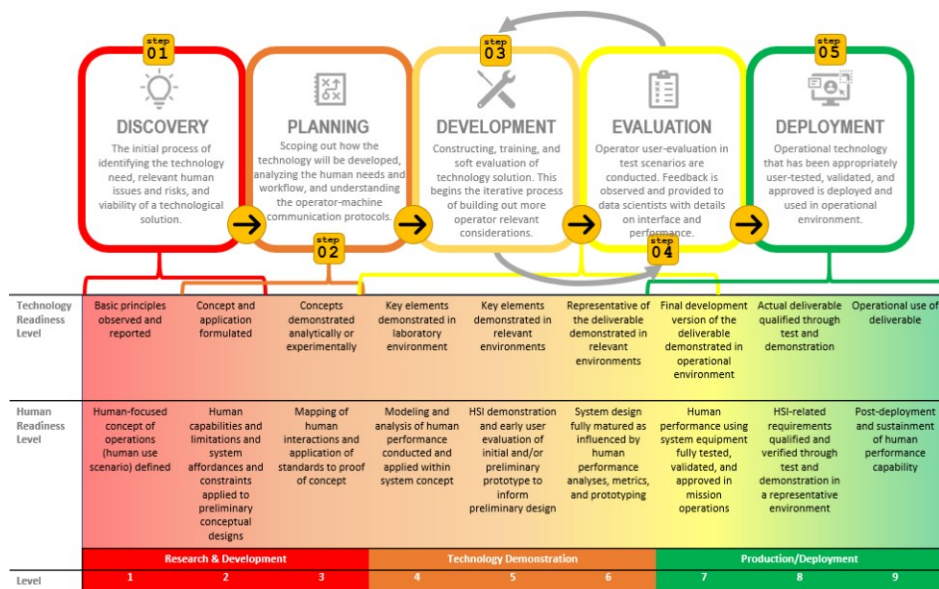 step
01
DISCOVERY
The initial process of
identifying the technology
need, relevant human
issues and risks, and
viability of a technological
solution.
PLANNING
Scoping out how the
technology will be developed,
analyzing the human needs and
workflow, and understanding
the operator-machine
communication protocols.
step
02
step
03
DEVELOPMENT
Constructing, training, and
soft evaluation of
technology solution. This
begins the iterative process
of building out more
operator relevant
considerations.
EVALUATION
Operator user-evaluation in
test scenarios are
conducted. Feedback is
observed and provided to
data scientists with details
on interface and
performance.
step
04
step
05
DEPLOYMENT
Operational technology
that has been appropriately
user-tested, validated, and
approved is deployed and
used in operational
environment.
Technology
Readiness
Level
Basic principles
observed and
reported
Concept and
application
formulated
Concepts
demonstrated
analytically or
experimentally
Key elements
demonstrated in
laboratory
environment
Key elements
demonstrated in
relevant
environments
Representative of
the deliverable
demonstrated in
relevant
environments
Final development
version of the
deliverable
demonstrated in
operational
environment
Actual deliverable
qualified through
test and
demonstration
Operational use of
deliverable
Human
Readiness
Level
Human-focused
concept of
operations
(human use
scenario) defined
Human
capabilities and
limitations and
system
affordances and
constraints
applied to
preliminary
conceptual
designs
Mapping of
human
interactions and
application of
standards to proof
of concept
Modeling and
analysis of human
performance
conducted and
applied within
system concept
HSI demonstration
and early user
evaluation of
initial and/or
preliminary
prototype to
inform
preliminary design
System design
fully matured as
influenced by
human
performance
analyses, metrics,
and prototyping
Human
performance using
system equipment
fully tested,
validated, and
approved in
mission
operations
HSI-related
requirements
qualified and
verified through
test and
demonstration in
a representative
environment
Post-deployment
and sustainment
of human
performance
capability
Research & Development
Technology Demonstration
Production/Deployment
Level
1
2
3
4
5
6
7
8
9